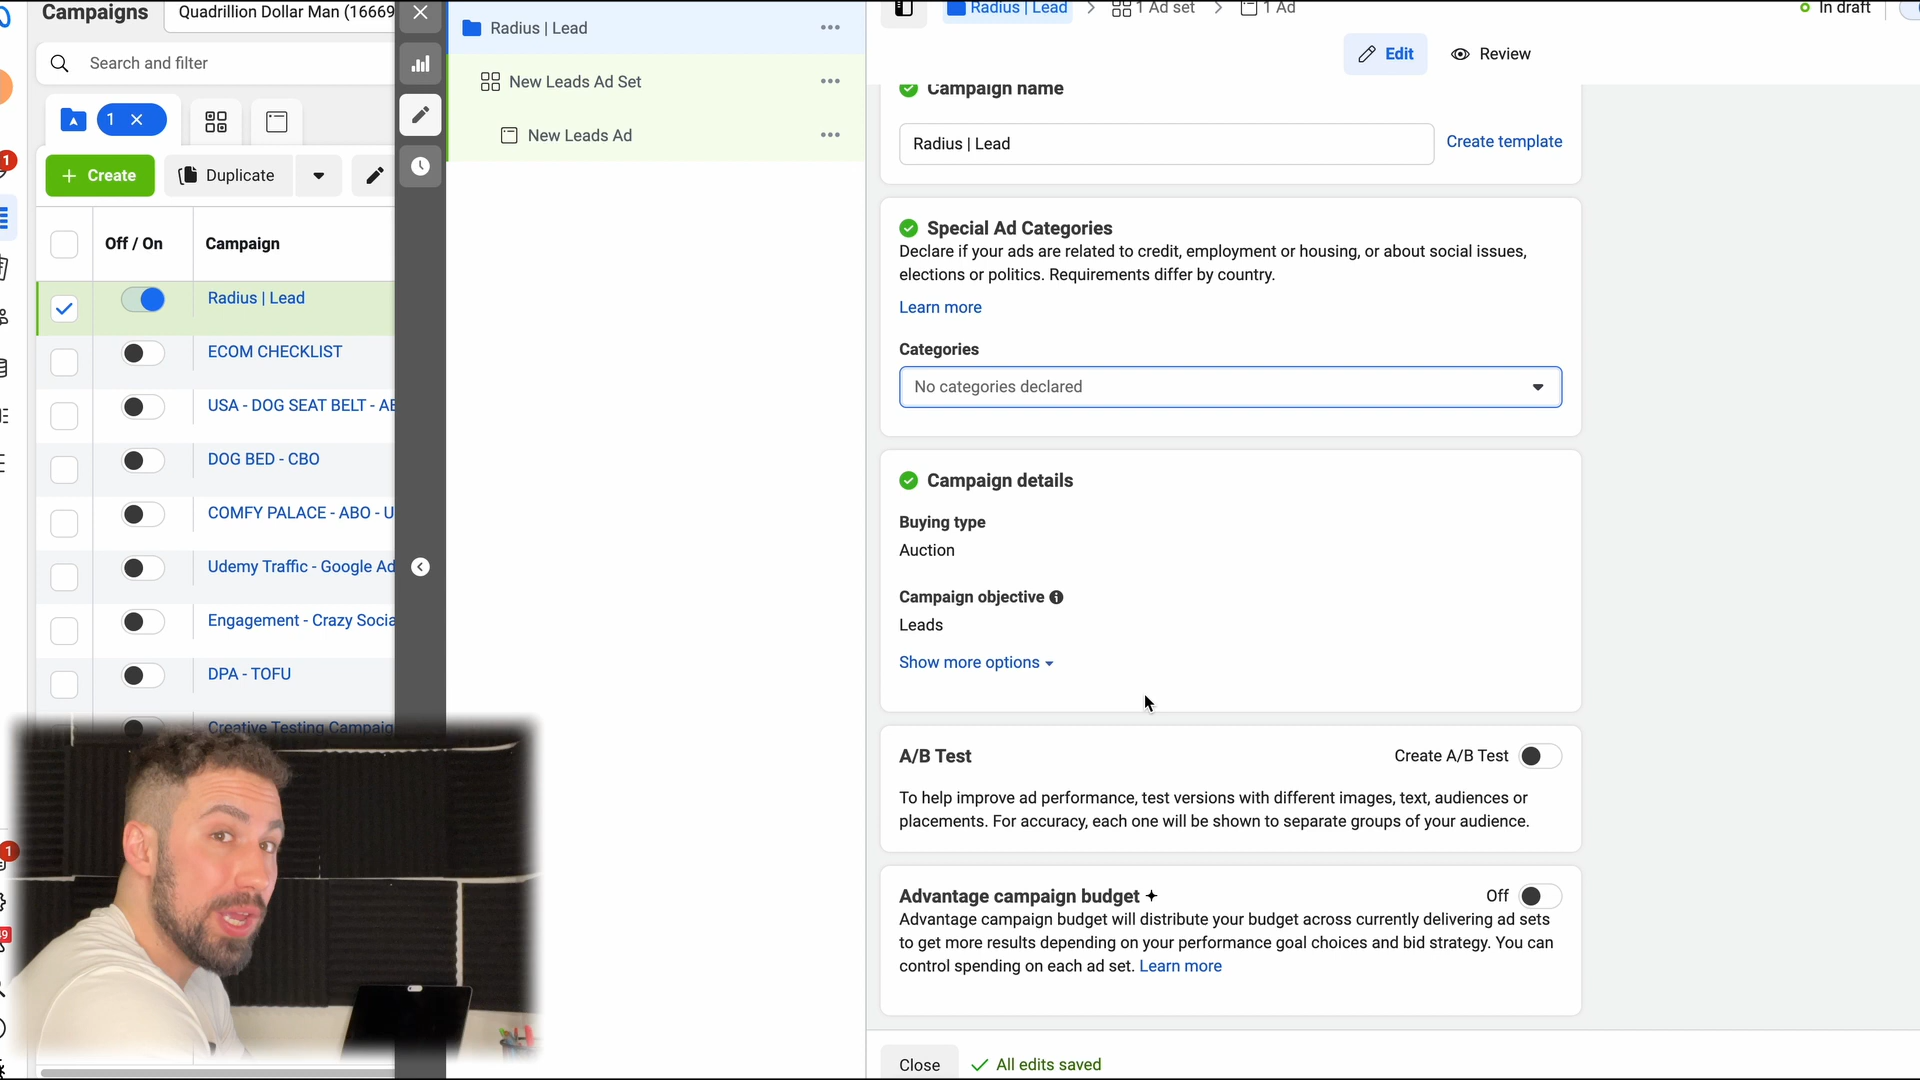 Campaigns
Quadrillion Dollar Man (16669
Search and filter
1
Create
Duplicate
Off / On
Campaign
Radius | Lead
ECOM CHECKLIST
USA - DOG SEAT BELT - AB
DOG BED - CBO
COMFY PALACE - ABO - U
Udemy Traffic - Google Ad
Engagement - Crazy Socia
DPA - TOFU
Creative Testing Campaig
1
1
49
Radius | Lead
New Leads Ad Set
New Leads Ad
Radius | Lead
1 Ad set
1 Ad
In draft
Edit
Review
Campaign name
Radius | Lead
Create template
Special Ad Categories
Declare if your ads are related to credit, employment or housing, or about social issues,
elections or politics. Requirements differ by country.
Learn more
Categories
No categories declared
Campaign details
Buying type
Auction
Campaign objective
Leads
Show more options
A/B Test
Create A/B Test
To help improve ad performance, test versions with different images, text, audiences or
placements. For accuracy, each one will be shown to separate groups of your audience.
Advantage campaign budget
Off
Advantage campaign budget will distribute your budget across currently delivering ad sets
to get more results depending on your performance goal choices and bid strategy. You can
control spending on each ad set. Learn more
Close
All edits saved